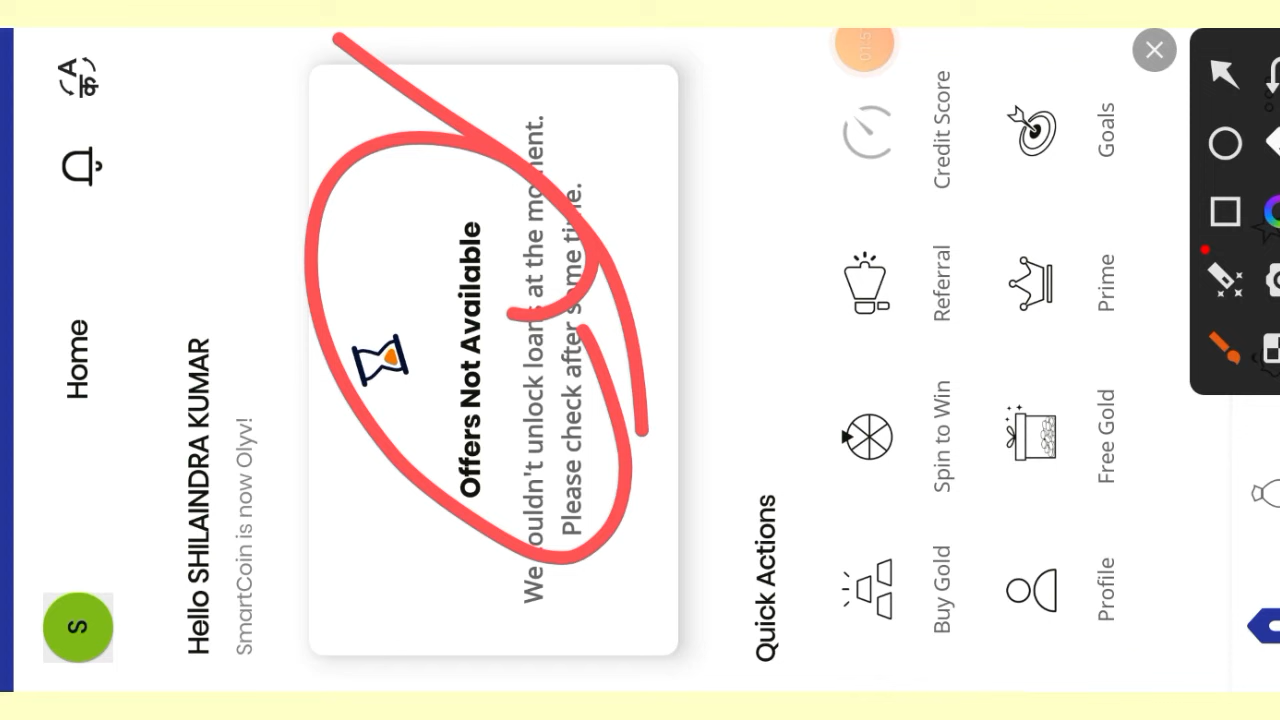 Home
S
Hello SHILAINDRA KUMAR
SmartCoin is now Olyv!
Offers Not Available
We couldn't unlock loans at the moment.
Please check after some time.
Quick Actions
Buy Gold
Spin to Win
Referral
Credit Score
Profile
Free Gold
Prime
Goals
A
क